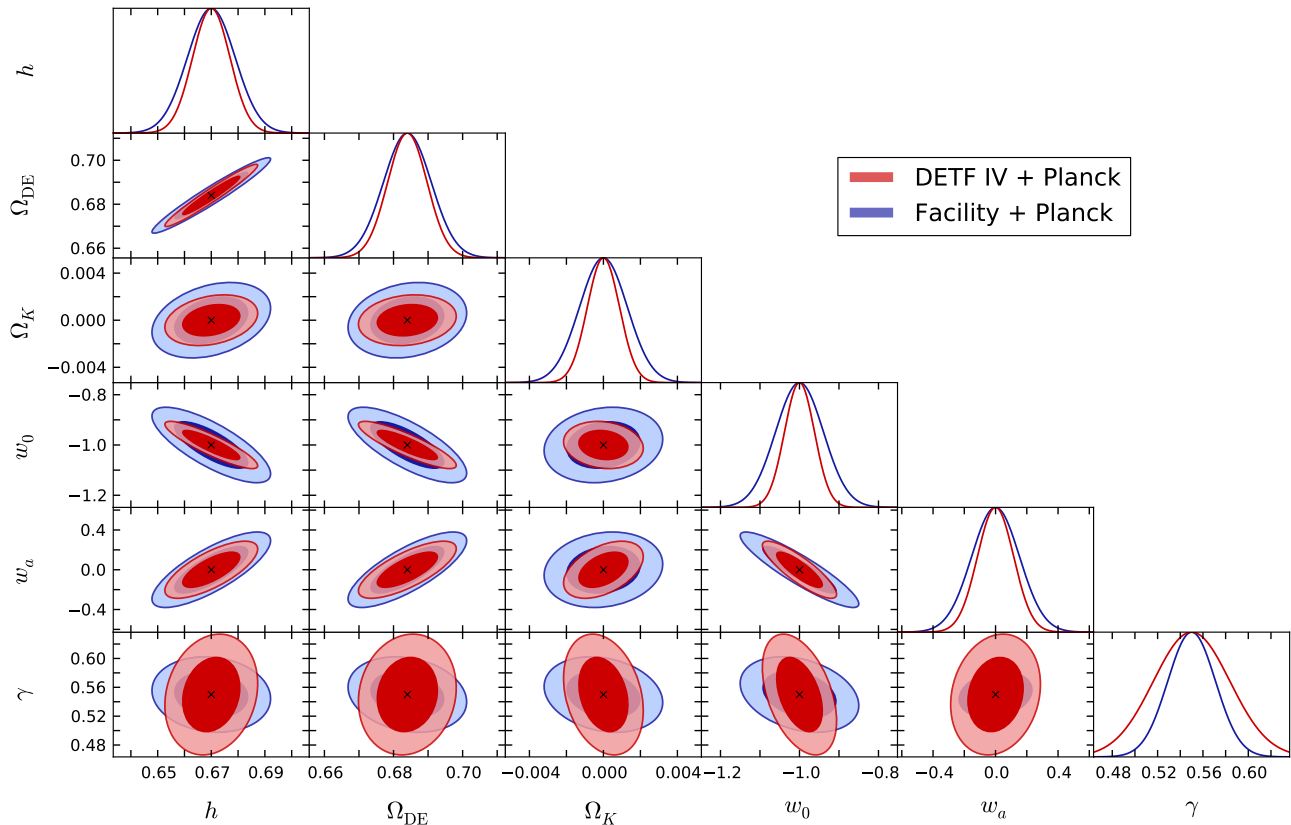 h
0.70
0.68
0.66
Ω_DE
DETF IV + Planck
Facility + Planck
0.004
0.000
−0.004
Ω_K
−0.8
−1.0
−1.2
w_0
0.4
0.0
−0.4
w_a
0.60
0.56
0.52
0.48
γ
0.65 0.67 0.69 0.66 0.68 0.70 −0.004 0.000 0.004 −1.2 −1.0 −0.8 −0.4 0.0 0.4 0.48 0.52 0.56 0.60
h Ω_DE Ω_K w_0 w_a γ